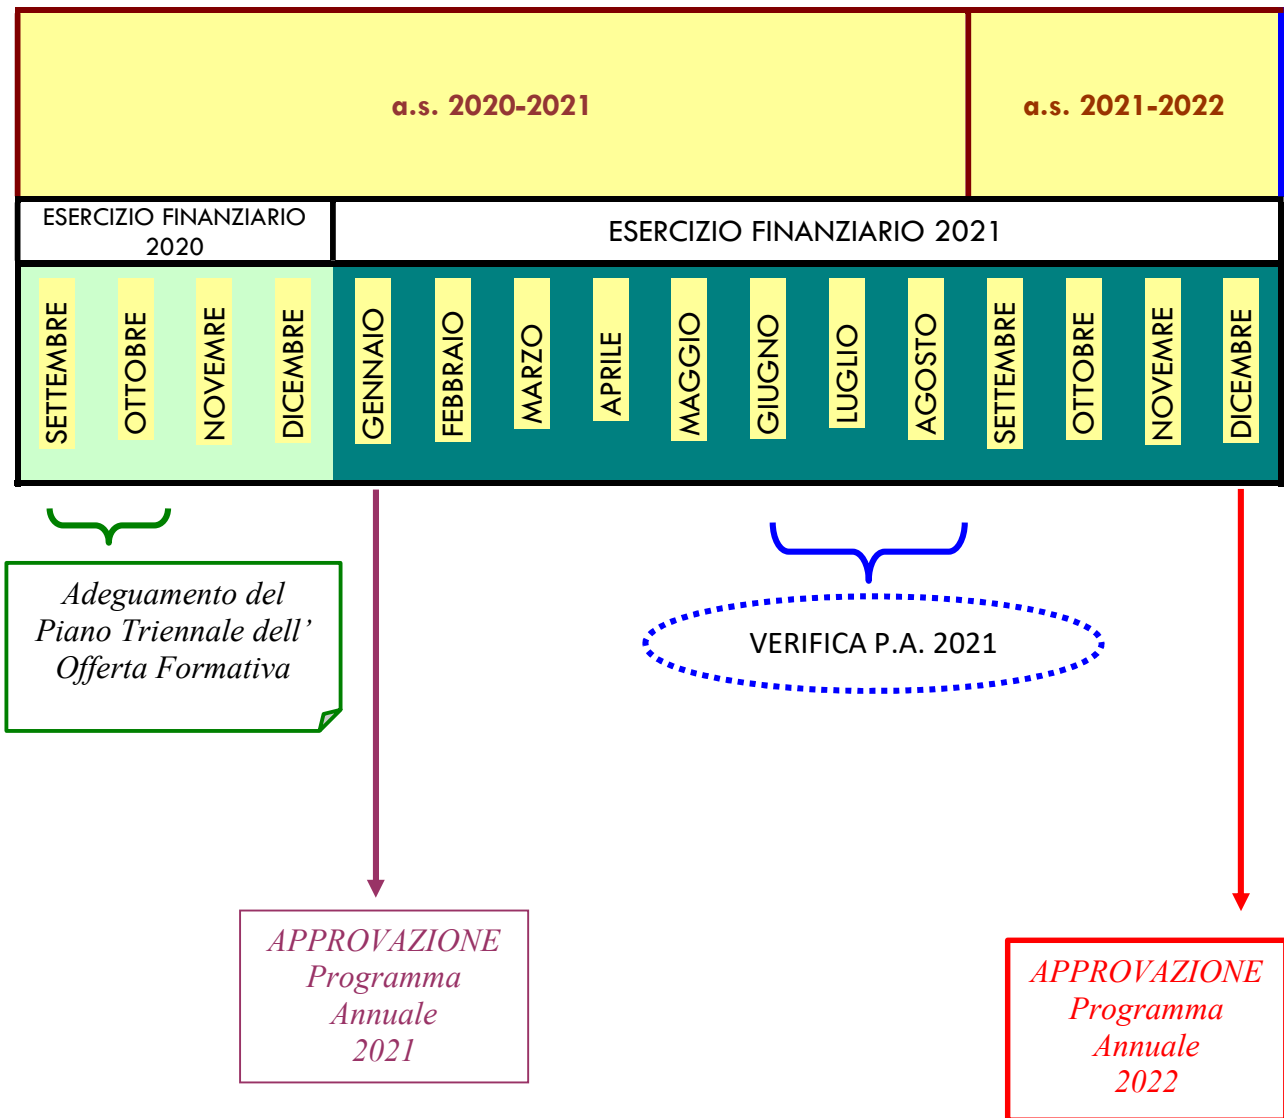 a.s. 2020-2021
a.s. 2021-2022
ESERCIZIO FINANZIARIO
2020
ESERCIZIO FINANZIARIO 2021
SETTEMBRE
OTTOBRE
NOVEMRE
DICEMBRE
GENNAIO
FEBBRAIO
MARZO
APRILE
MAGGIO
GIUGNO
LUGLIO
AGOSTO
SETTEMBRE
OTTOBRE
NOVEMRE
DICEMBRE
Adeguamento del
Piano Triennale dell'
Offerta Formativa
VERIFICA P.A. 2021
APPROVAZIONE
Programma
Annuale
2021
APPROVAZIONE
Programma
Annuale
2022